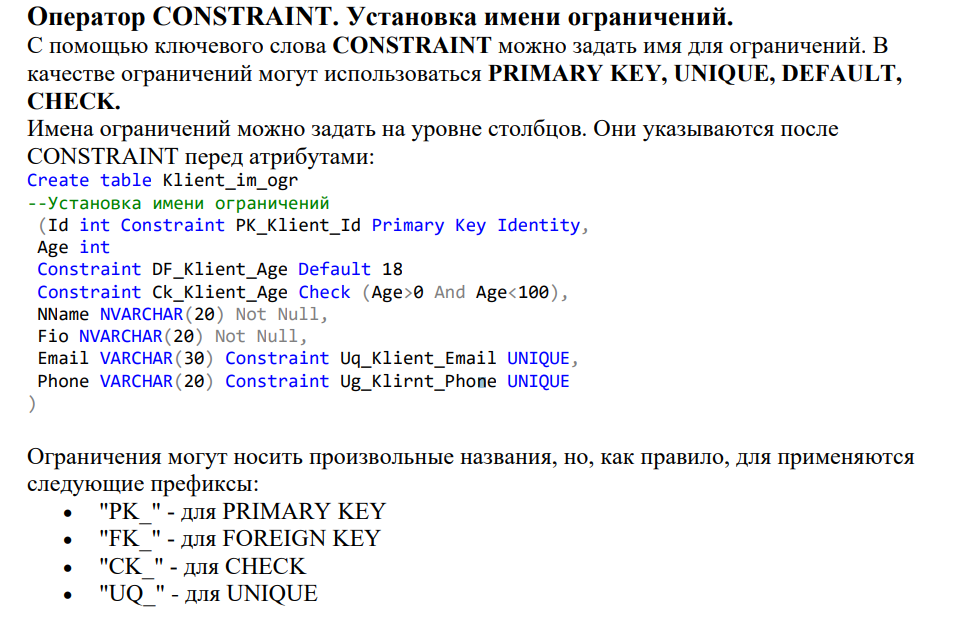 Оператор CONSTRAINT. Установка имени ограничений.
С помощью ключевого слова CONSTRAINT можно задать имя для ограничений. В
качестве ограничений могут использоваться PRIMARY KEY, UNIQUE, DEFAULT,
CHECK.
Имена ограничений можно задать на уровне столбцов. Они указываются после
CONSTRAINT перед атрибутами:
Create table Klient_im_ogr
--Установка имени ограничений
(Id int Constraint PK_Klient_Id Primary Key Identity,
Age int
Constraint DF_Klient_Age Default 18
Constraint Ck_Klient_Age Check (Age>0 And Age<100),
NName NVARCHAR(20) Not Null,
Fio NVARCHAR(20) Not Null,
Email VARCHAR(30) Constraint Uq_Klient_Email UNIQUE,
Phone VARCHAR(20) Constraint Ug_Klirnt_Phone UNIQUE
)
Ограничения могут носить произвольные названия, но, как правило, для применяются
следующие префиксы:
• "PK_" - для PRIMARY KEY
• "FK_" - для FOREIGN KEY
• "CK_" - для CHECK
• "UQ_" - для UNIQUE